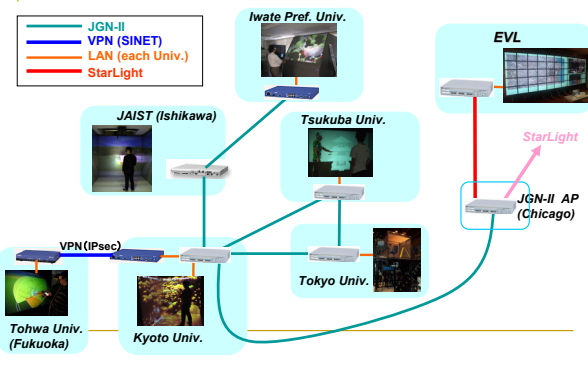 JGN-II
VPN (SINET)
LAN (each Univ.)
StarLight
Iwate Pref. Univ.
EVL
JAIST (Ishikawa)
Tsukuba Univ.
StarLight
JGN-II AP
(Chicago)
VPN(IPsec)
Tokyo Univ.
Tohwa Univ.
(Fukuoka)
Kyoto Univ.